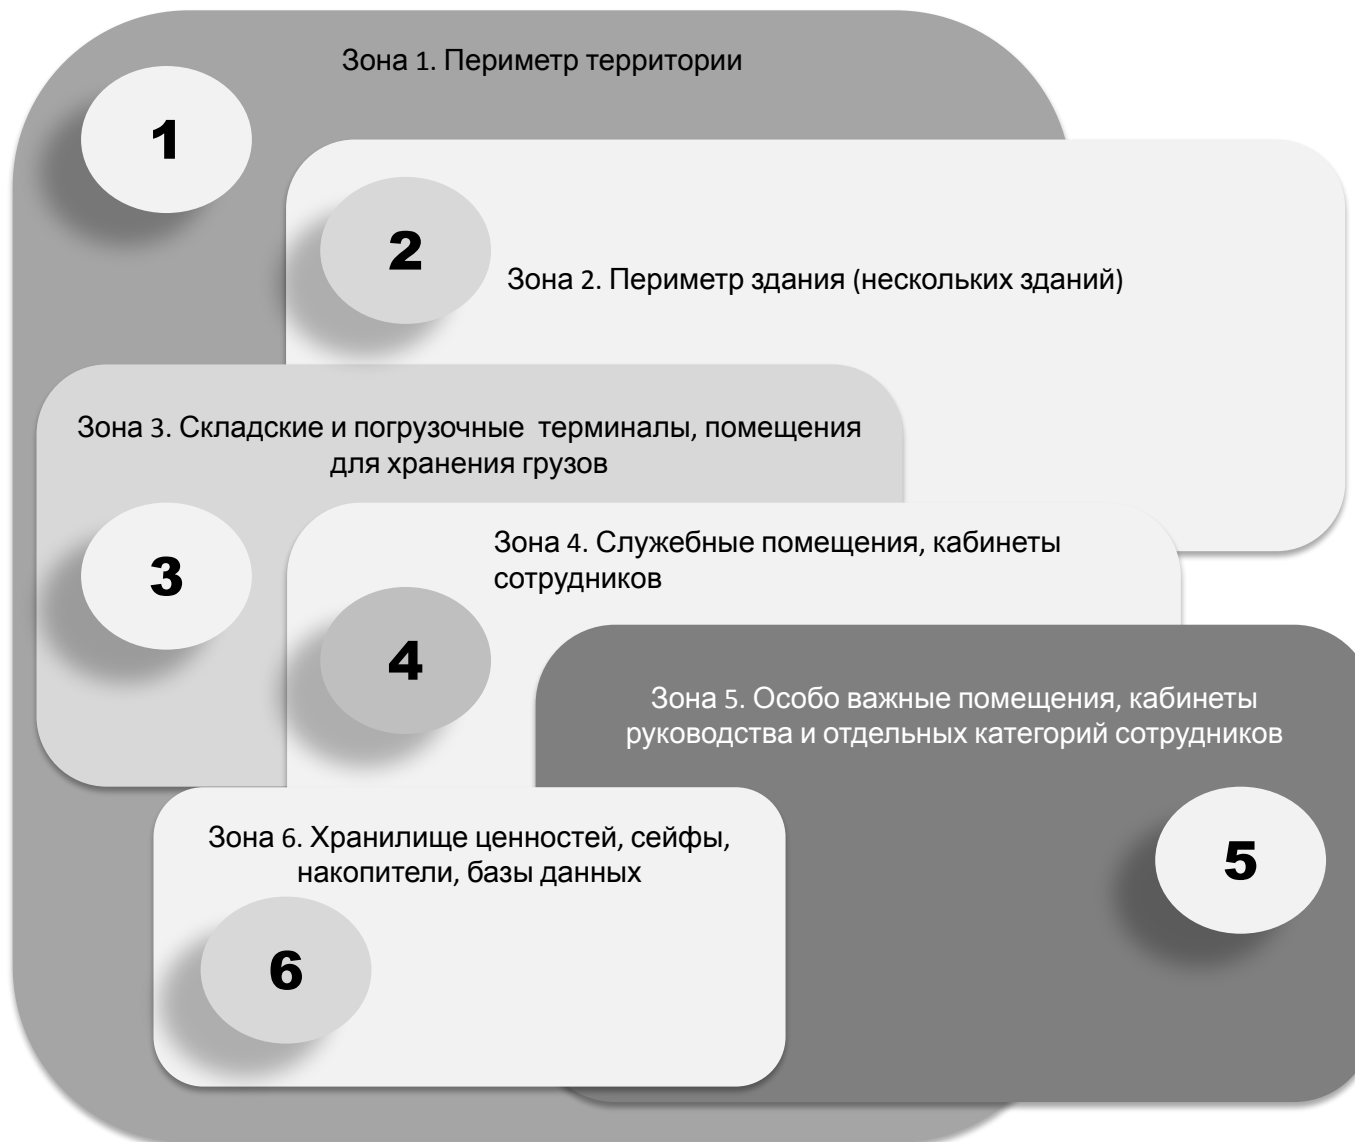 Зона 1. Периметр территории
1
2
Зона 2. Периметр здания (нескольких зданий)
Зона 3. Складские и погрузочные  терминалы, помещения
для хранения грузов
3
Зона 4. Служебные помещения, кабинеты
сотрудников
4
Зона 5. Особо важные помещения, кабинеты
руководства и отдельных категорий сотрудников
5
Зона 6. Хранилище ценностей, сейфы,
накопители, базы данных
6